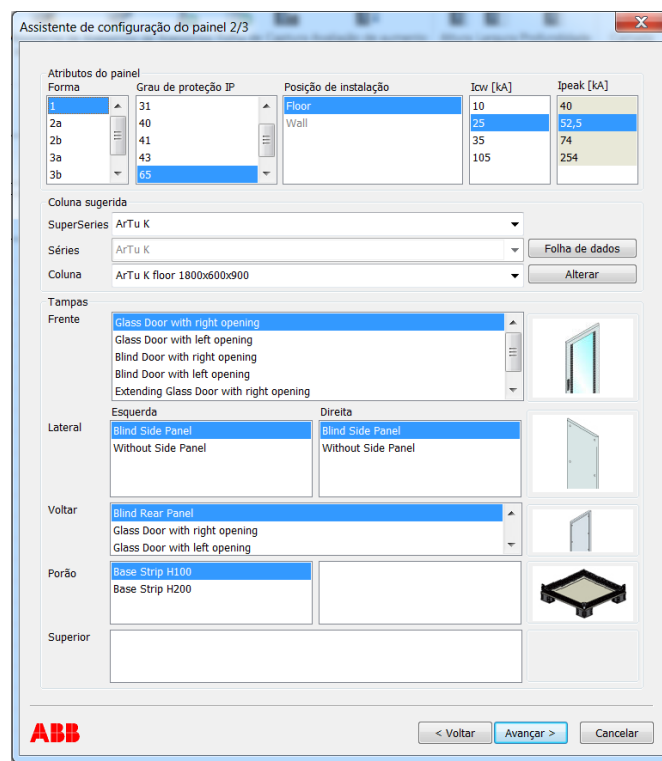 Assistente de configuração do painel 2/3
Atributos do painel
Forma Grau de proteção IP Posição de instalação Icw [kA] Ipeak [kA]
1 31 Floor 10 40
2a 40 Wall 25 52,5
2b 41 35 74
3a 43 105 254
3b 65
Coluna sugerida
SuperSeries ArTu K
Séries ArTu K Folha de dados
Coluna ArTu K floor 1800x600x900 Alterar
Tampas
Frente Glass Door with right opening
Glass Door with left opening
Blind Door with right opening
Blind Door with left opening
Extending Glass Door with right opening
Esquerda Direita
Lateral Blind Side Panel Blind Side Panel
Without Side Panel Without Side Panel
Voltar Blind Rear Panel
Glass Door with right opening
Glass Door with left opening
Porão Base Strip H100
Base Strip H200
Superior
ABB < Voltar Avançar > Cancelar